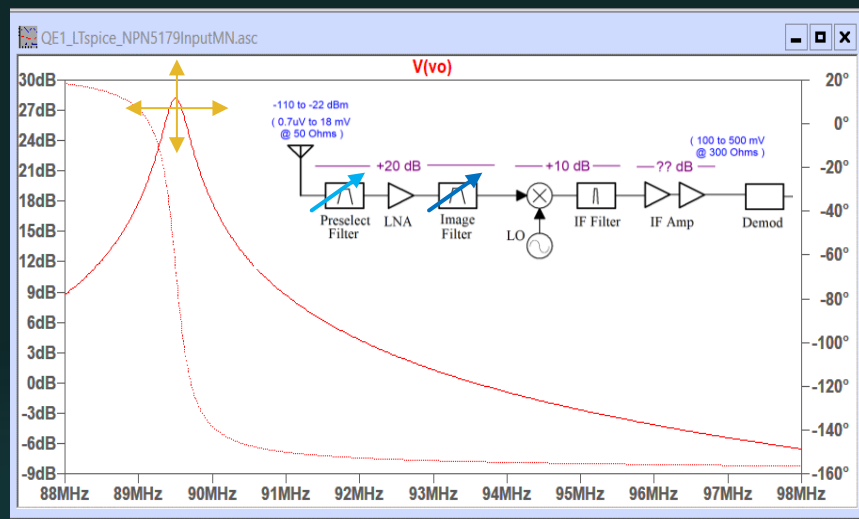 QE1_LTspice_NPN5179InputMN.asc
V(vo)
30dB
27dB
24dB
21dB
18dB
15dB
12dB
9dB
6dB
3dB
0dB
-3dB
-6dB
-9dB
20°
0°
-20°
-40°
-60°
-80°
-100°
-120°
-140°
-160°
88MHz 89MHz 90MHz 91MHz 92MHz 93MHz 94MHz 95MHz 96MHz 97MHz 98MHz
-110 to -22 dBm
( 0.7uV to 18 mV
@ 50 Ohms )
+20 dB
+10 dB
?? dB
( 100 to 500 mV
@ 300 Ohms )
Preselect
Filter
LNA
Image
Filter
LO
IF Filter
IF Amp
Demod